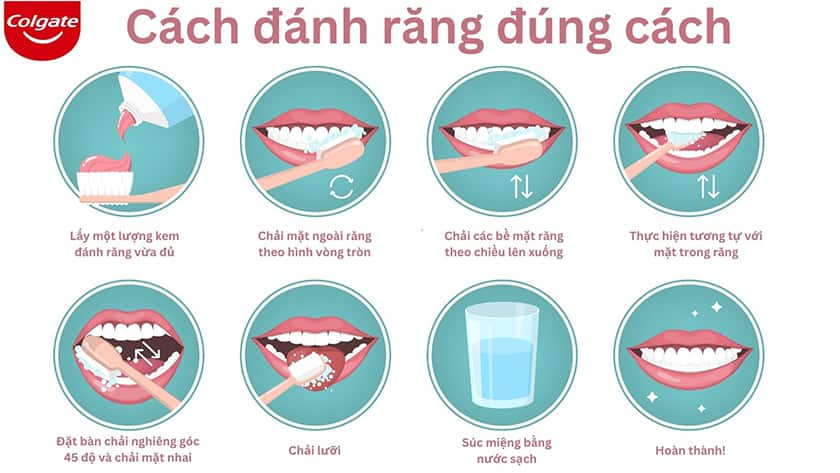 Colgate
Cách đánh răng đúng cách
Lấy một lượng kem
đánh răng vừa đủ
Chải mặt ngoài răng
theo hình vòng tròn
Chải các bề mặt răng
theo chiều lên xuống
Thực hiện tương tự với
mặt trong răng
Đặt bàn chải nghiêng góc
45 độ và chải mặt nhai
Chải lưỡi
Súc miệng bằng
nước sạch
Hoàn thành!